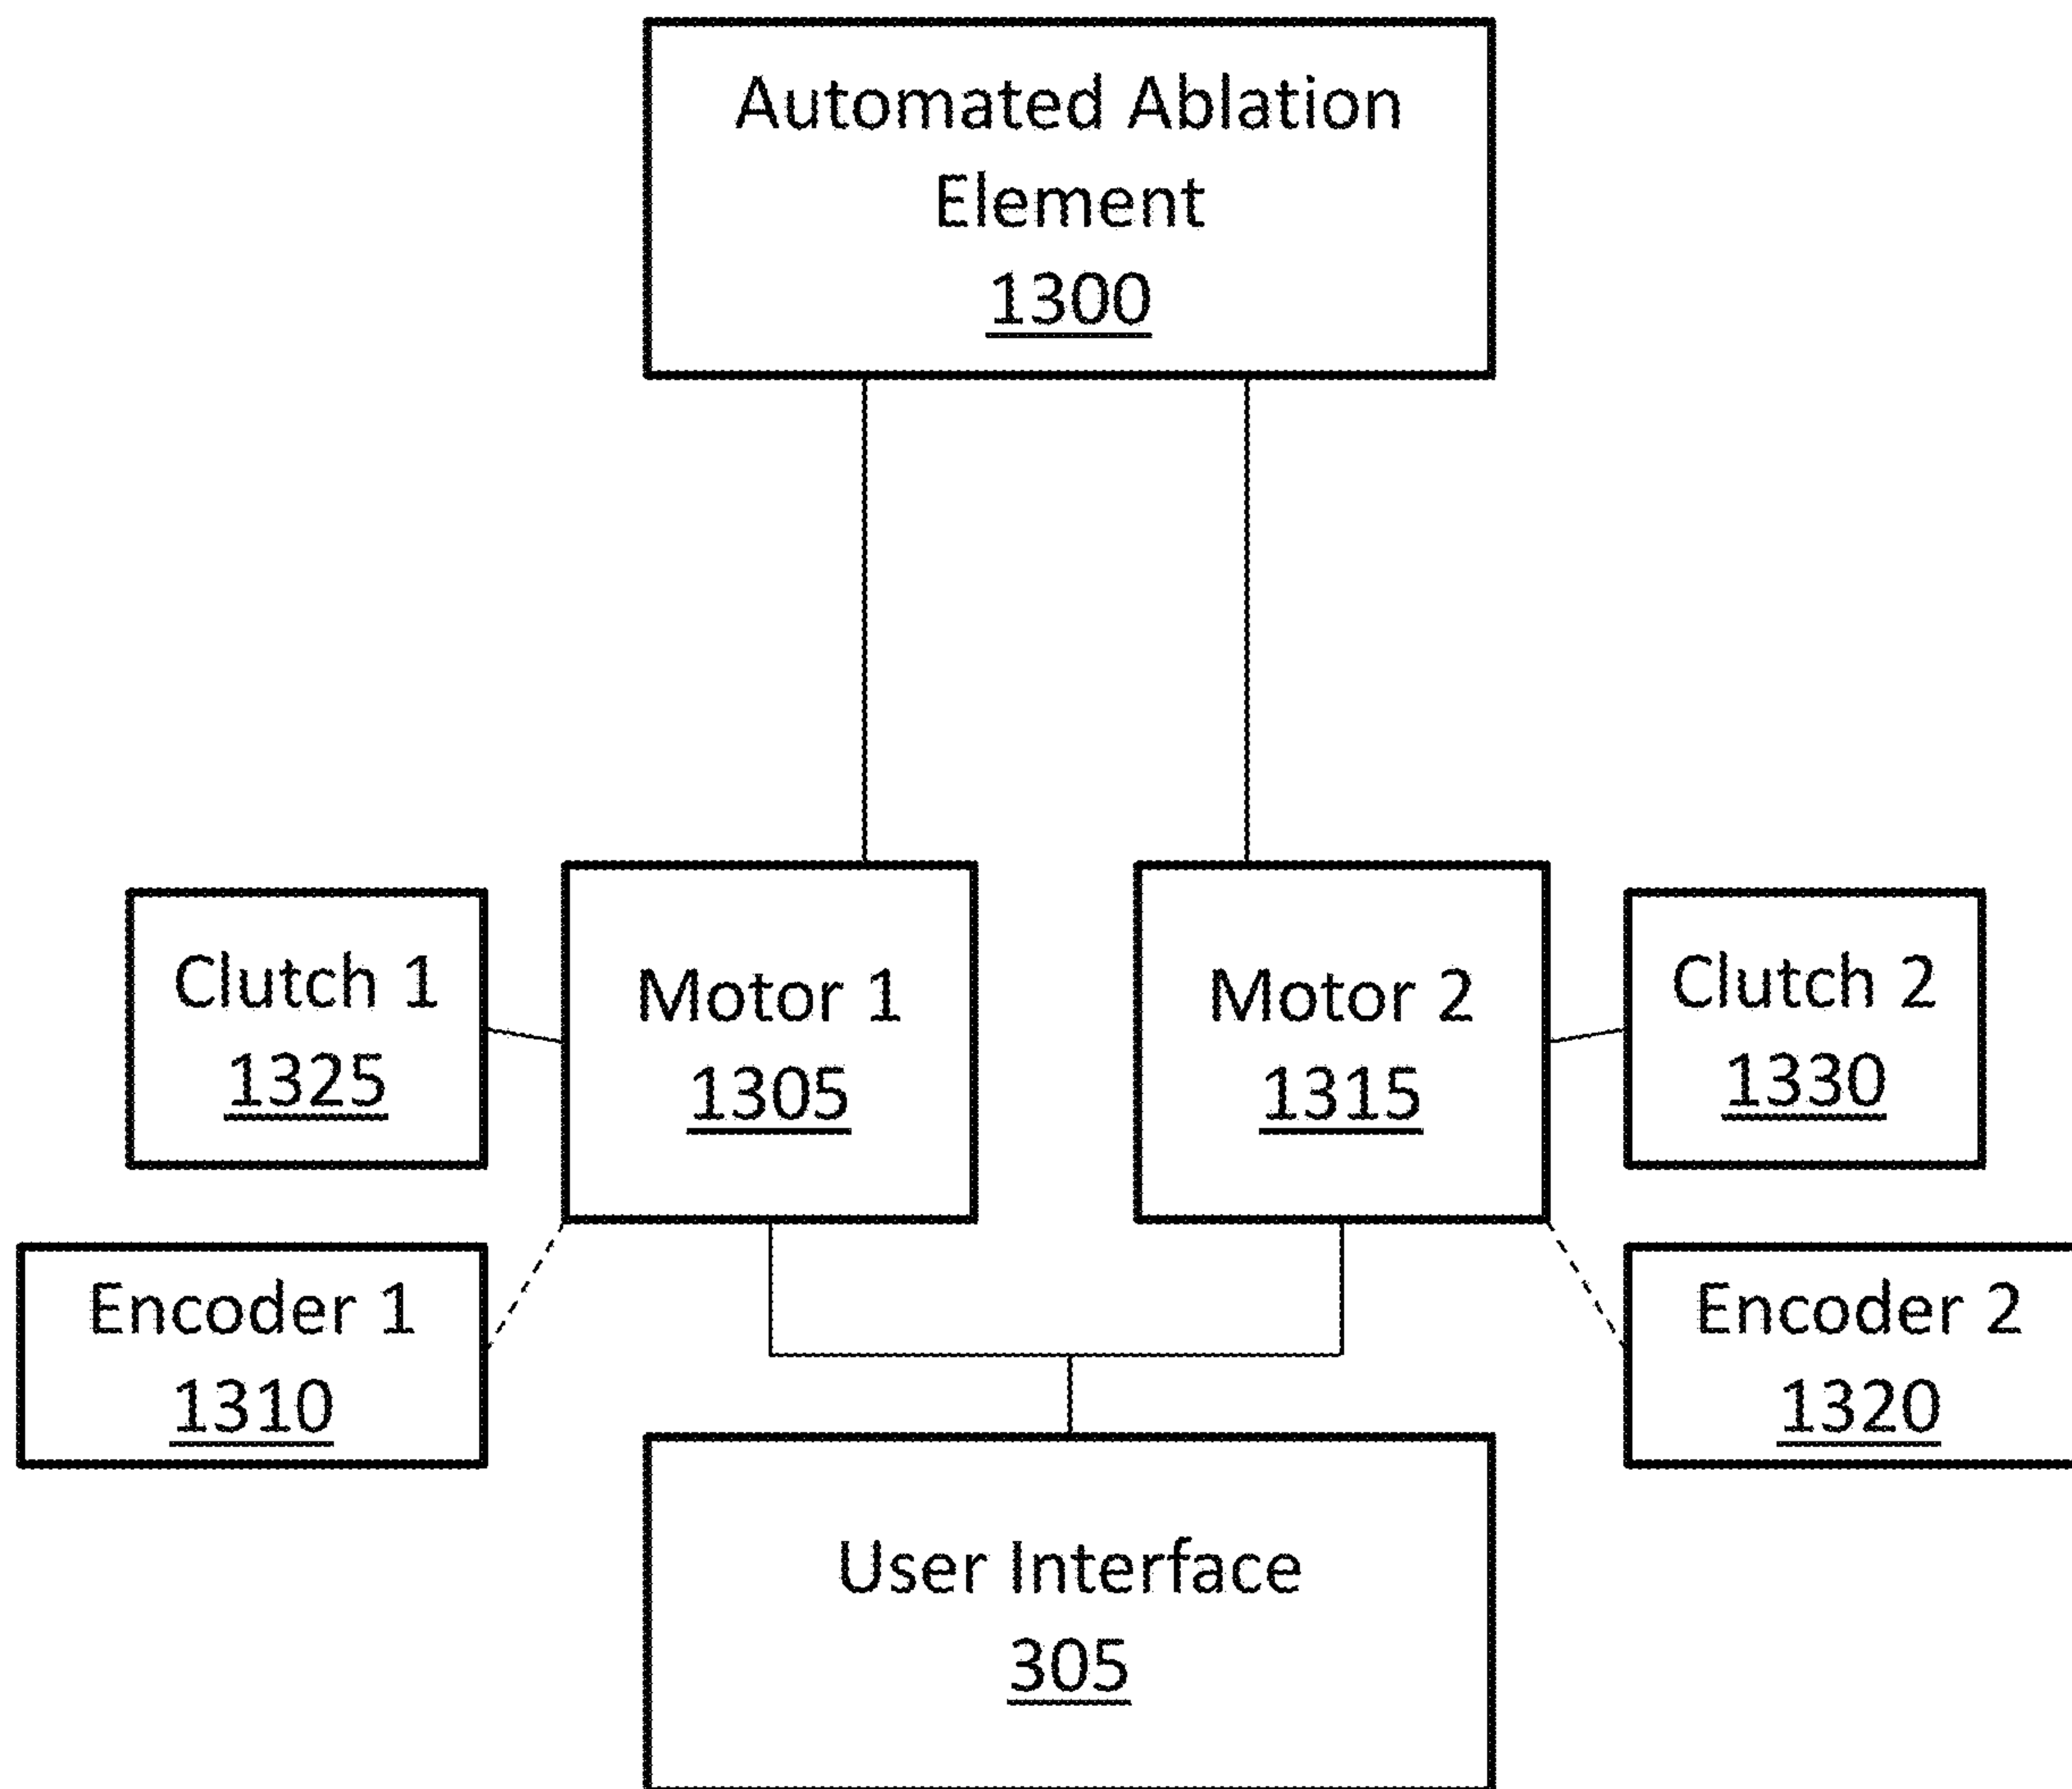 Automated Ablation
Element
1300
Clutch 1
1325
Motor 1
1305
Motor 2
1315
Clutch 2
1330
Encoder 1
1310
Encoder 2
1320
User Interface
305